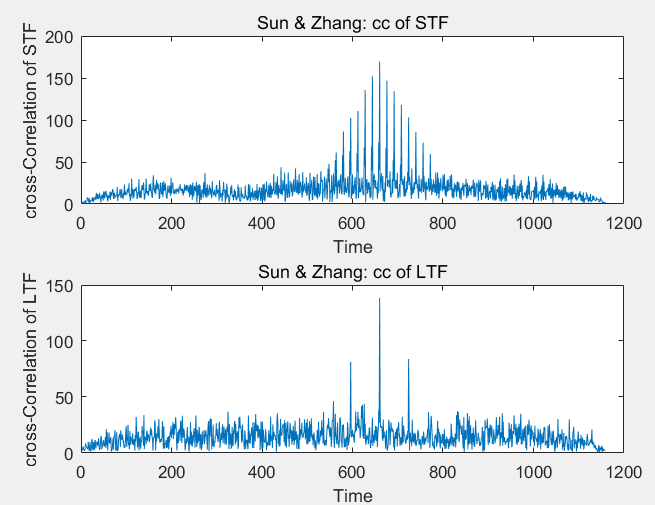 Sun & Zhang: cc of STF
cross-Correlation of STF
200
150
100
50
0
0 200 400 600 800 1000 1200
Time
Sun & Zhang: cc of LTF
cross-Correlation of LTF
150
100
50
0
0 200 400 600 800 1000 1200
Time